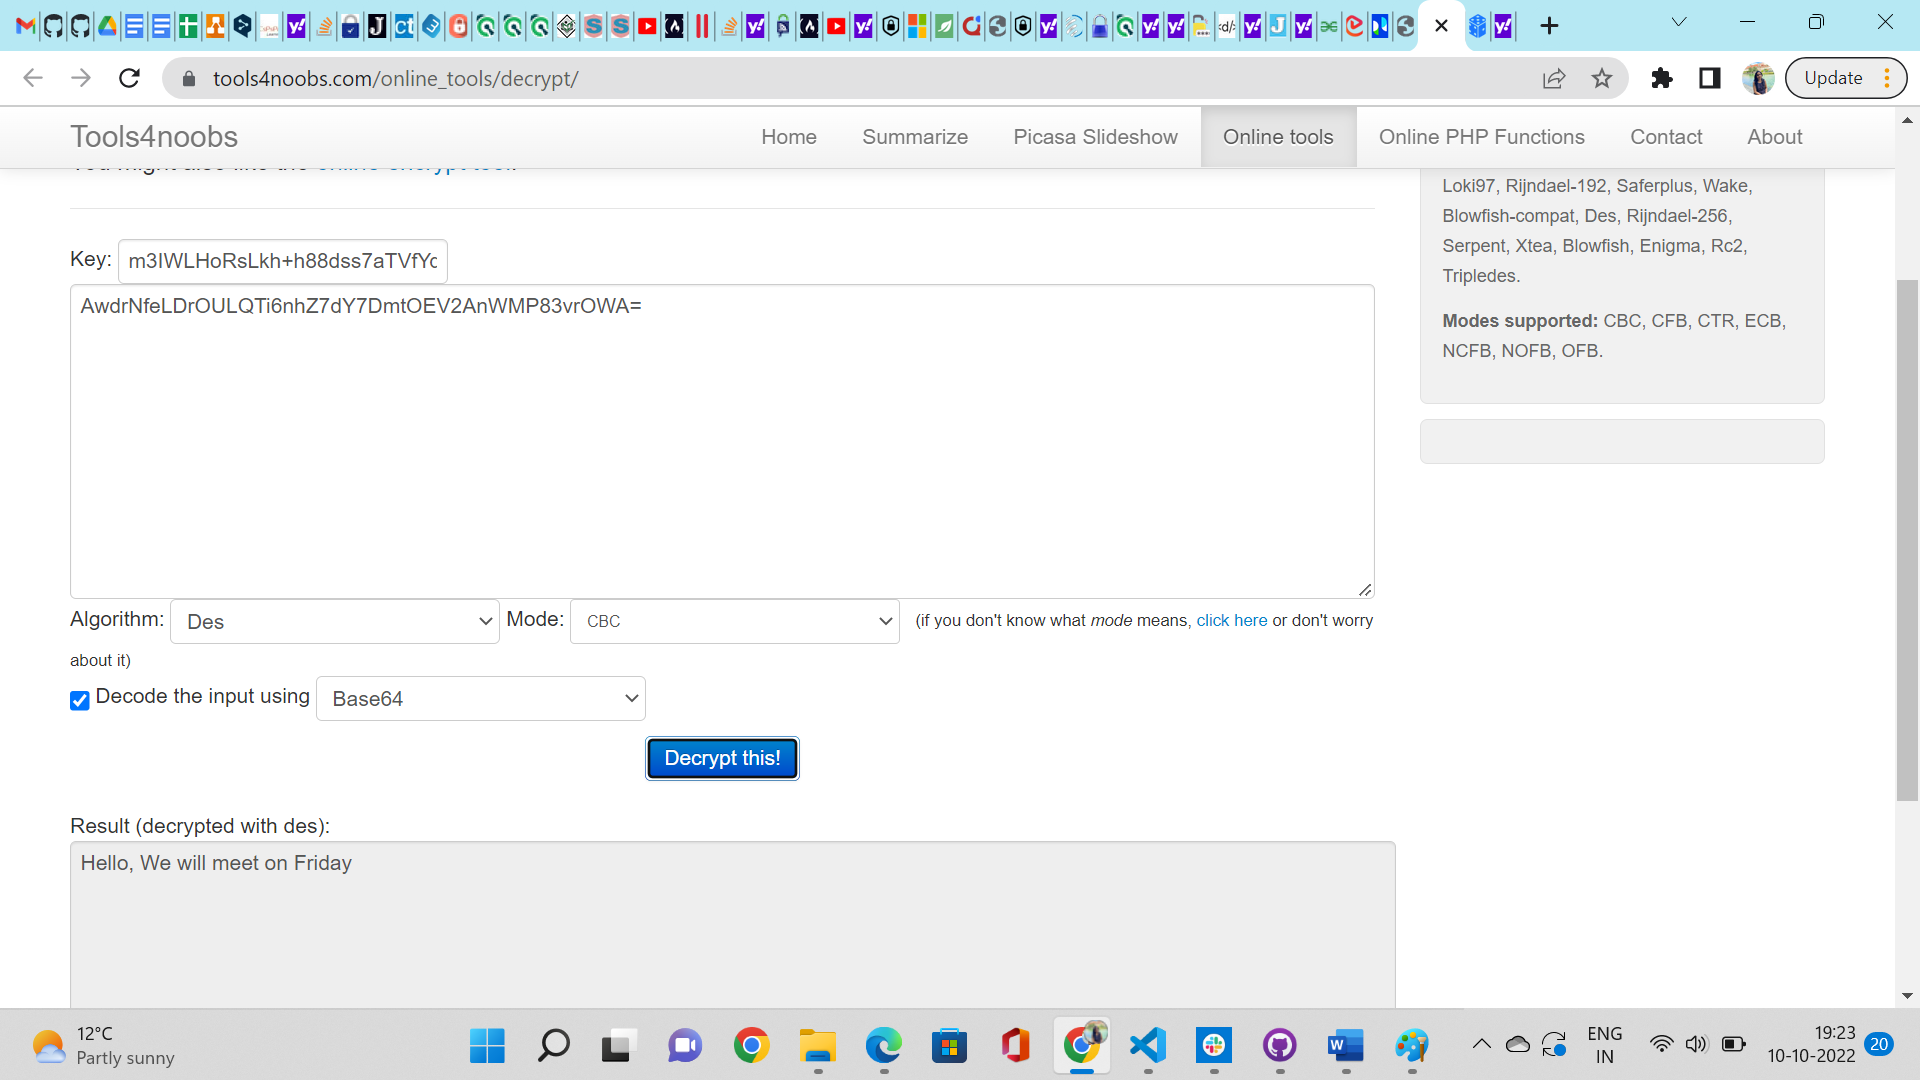 tools4noobs.com/online_tools/decrypt/
Update
Tools4noobs
Home
Summarize
Picasa Slideshow
Online tools
Online PHP Functions
Contact
About
Loki97, Rijndael-192, Saferplus, Wake,
Blowfish-compat, Des, Rijndael-256,
Serpent, Xtea, Blowfish, Enigma, Rc2,
Tripledes.
Modes supported: CBC, CFB, CTR, ECB,
NCFB, NOFB, OFB.
Key: m3IWLHoRsLkh+h88dss7aTVfYc
AwdrNfeLDrOULQTi6nhZ7dY7DmtOEV2AnWMP83vrOWA=
Algorithm: Des Mode: CBC (if you don't know what mode means, click here or don't worry
about it)
Decode the input using Base64
Decrypt this!
Result (decrypted with des):
Hello, We will meet on Friday
12°C
Partly sunny
ENG
IN
19:23
10-10-2022
20